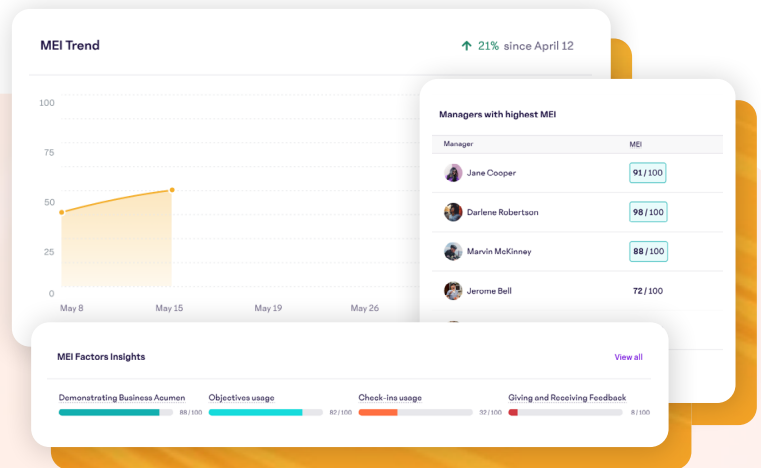 MEI Trend
21% since April 12
100
75
50
25
0
May 8 May 15 May 19 May 26
Managers with highest MEI
Manager MEI
Jane Cooper 91 / 100
Darlene Robertson 98 / 100
Marvin McKinney 88 / 100
Jerome Bell 72 / 100
MEI Factors Insights View all
Demonatrating Business Acumen Objectives usage Check-ins usage Giving and Receiving Feedback
88/100 82/100 32/100 8/100